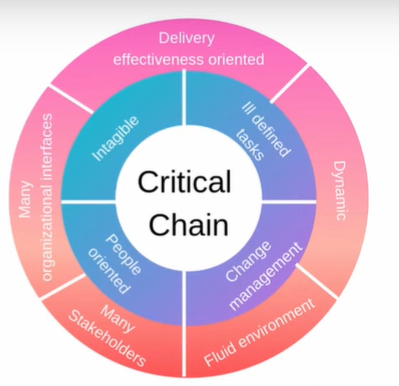 Delivery
effectiveness oriented
Intagible
Ill defined
tasks
Many
organizational interfaces
Critical
Chain
Dynamic
People
oriented
Change
management
Many
Stakeholders
Fluid environment